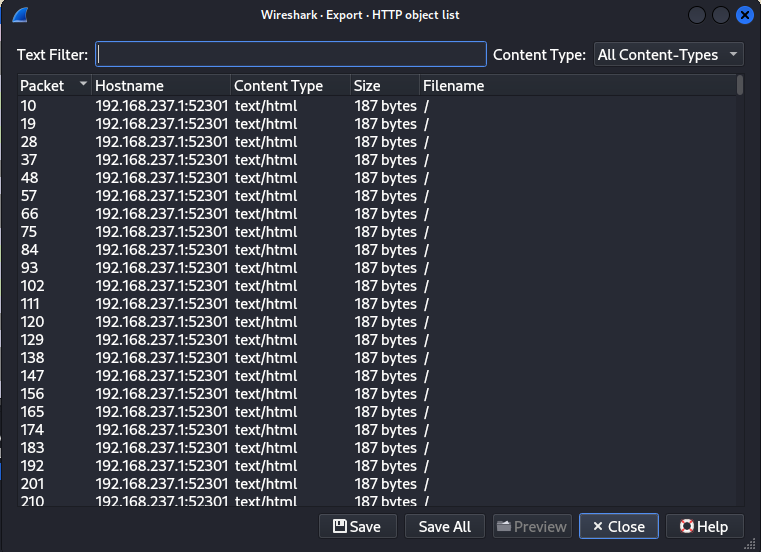 Wireshark · Export · HTTP object list
Text Filter: Content Type: All Content-Types
Packet Hostname Content Type Size Filename
10 192.168.237.1:52301 text/html 187 bytes /
19 192.168.237.1:52301 text/html 187 bytes /
28 192.168.237.1:52301 text/html 187 bytes /
37 192.168.237.1:52301 text/html 187 bytes /
48 192.168.237.1:52301 text/html 187 bytes /
57 192.168.237.1:52301 text/html 187 bytes /
66 192.168.237.1:52301 text/html 187 bytes /
75 192.168.237.1:52301 text/html 187 bytes /
84 192.168.237.1:52301 text/html 187 bytes /
93 192.168.237.1:52301 text/html 187 bytes /
102 192.168.237.1:52301 text/html 187 bytes /
111 192.168.237.1:52301 text/html 187 bytes /
120 192.168.237.1:52301 text/html 187 bytes /
129 192.168.237.1:52301 text/html 187 bytes /
138 192.168.237.1:52301 text/html 187 bytes /
147 192.168.237.1:52301 text/html 187 bytes /
156 192.168.237.1:52301 text/html 187 bytes /
165 192.168.237.1:52301 text/html 187 bytes /
174 192.168.237.1:52301 text/html 187 bytes /
183 192.168.237.1:52301 text/html 187 bytes /
192 192.168.237.1:52301 text/html 187 bytes /
201 192.168.237.1:52301 text/html 187 bytes /
210 192.168.237.1:52301 text/html 187 bytes /
Save Save All Preview Close Help